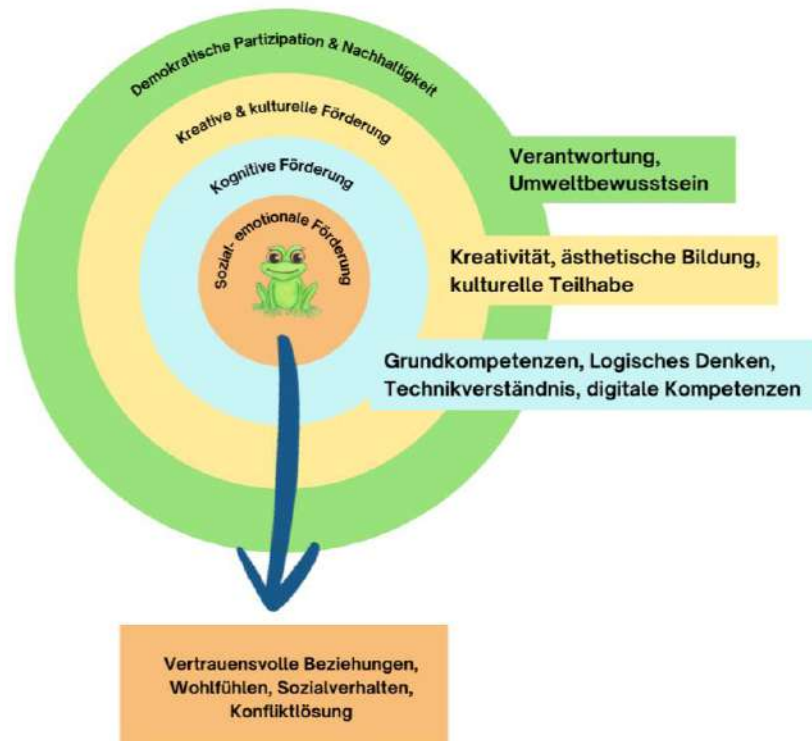 Demokratische Partizipation & Nachhaltigkeit
Kreative & kulturelle Förderung
Kognitive Förderung
Sozial- emotionale Förderung
Verantwortung,
Umweltbewusstsein
Kreativität, ästhetische Bildung,
kulturelle Teilhabe
Grundkompetenzen, Logisches Denken,
Technikverständnis, digitale Kompetenzen
Vertrauensvolle Beziehungen,
Wohlfühlen, Sozialverhalten,
Konfliktlösung